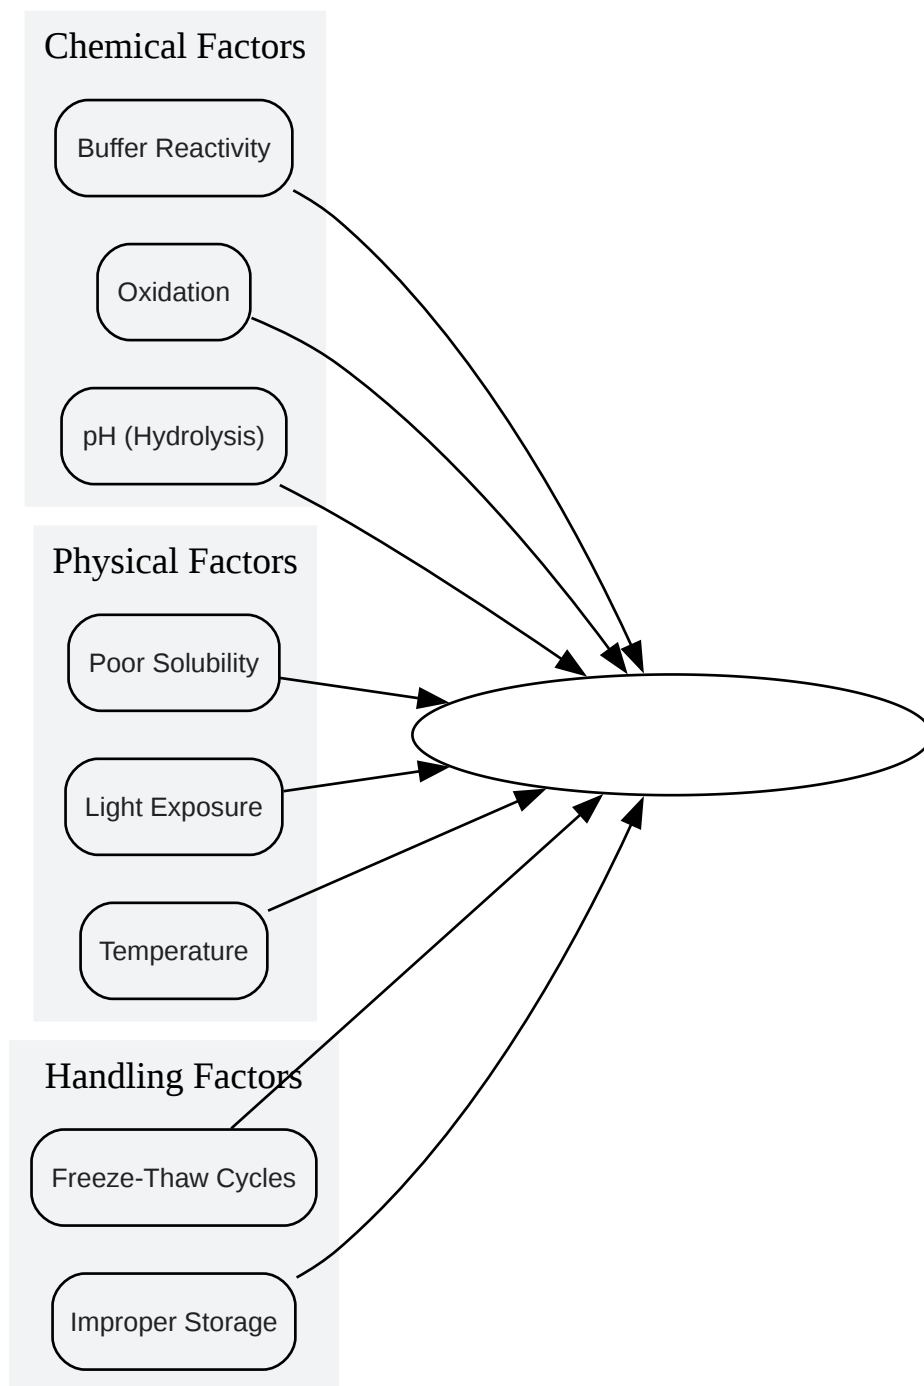 Chemical Factors
Buffer Reactivity
Oxidation
pH (Hydrolysis)
Physical Factors
Poor Solubility
Light Exposure
Temperature
Handling Factors
Freeze-Thaw Cycles
Improper Storage